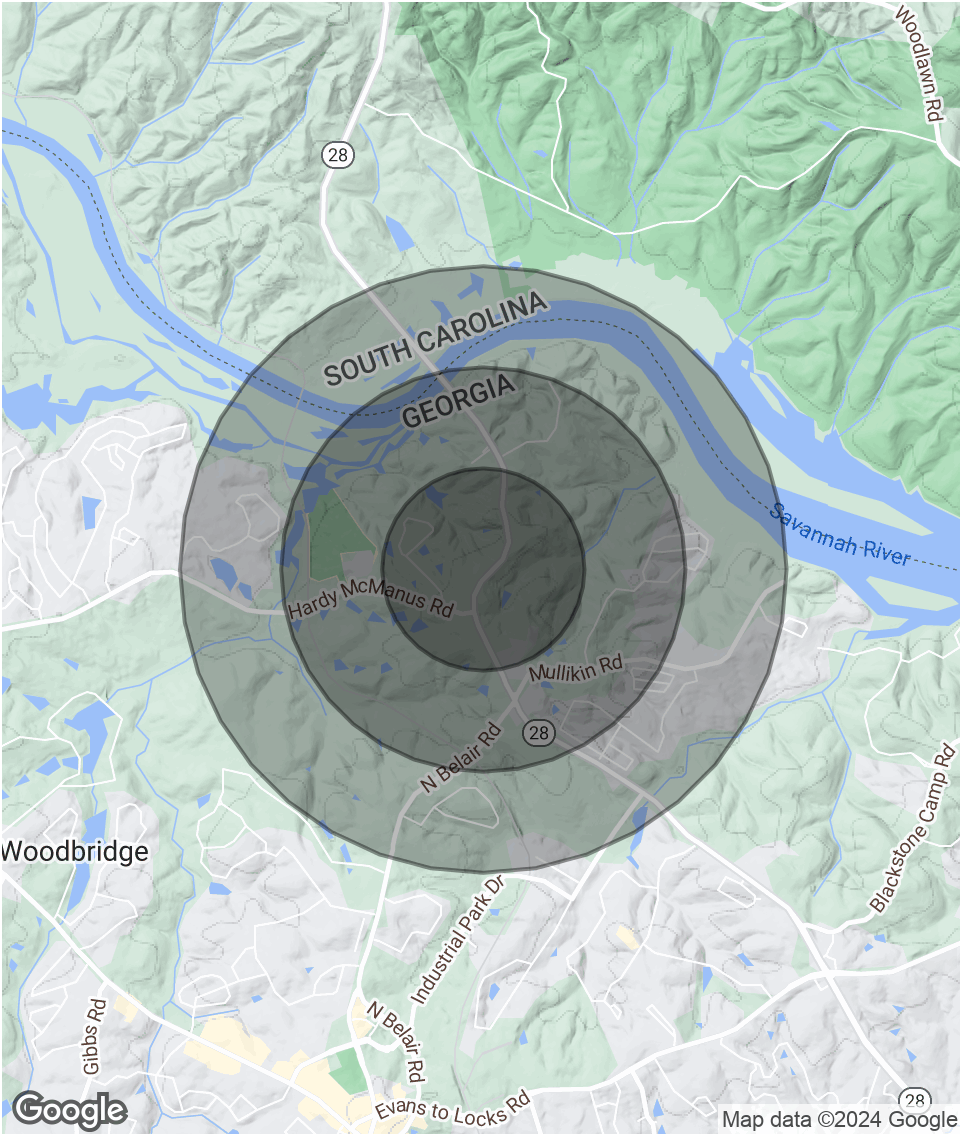 Woodlawn Rd
28
SOUTH CAROLINA
GEORGIA
Savannah River
Hardy McManus Rd
Mullikin Rd
28
N Belair Rd
Blackstone Camp Rd
Woodbridge
Industrial Park Dr
Gibbs Rd
N Belair Rd
Evans to Locks Rd
28
Google
Map data ©2024 Google